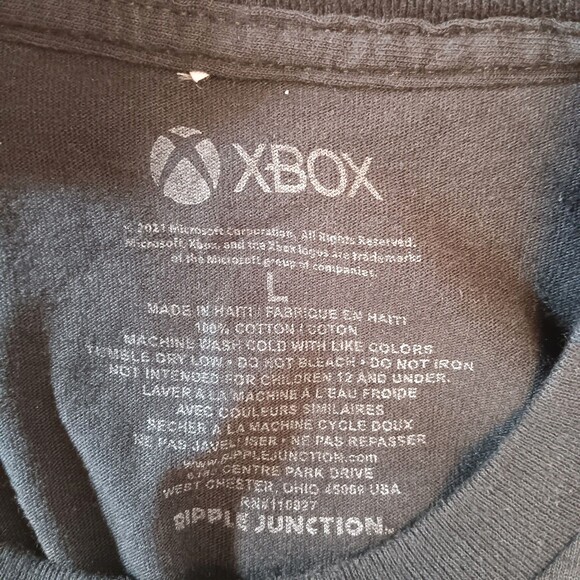 XBOX
© 2021 Microsoft Corporation. All Rights Reserved.
Microsoft, Xbox, and the Xbox logos are trademarks
of the Microsoft group of companies.
L
MADE IN HAITI / FABRIQUE EN HAITI
100% COTTON / COTON
MACHINE WASH COLD WITH LIKE COLORS
TUMBLE DRY LOW • DO NOT BLEACH • DO NOT IRON
NOT INTENDED FOR CHILDREN 12 AND UNDER.
LAVER À LA MACHINE À L'EAU FROIDE
AVEC COULEURS SIMILAIRES
SECHER A LA MACHINE CYCLE DOUX
NE PAS JAVELLISER • NE PAS REPASSER
www.RIPPLEJUNCTION.com
CENTRE PARK DRIVE
WEST CHESTER, OHIO 45069 USA
RN#110827
RIPPLE JUNCTION